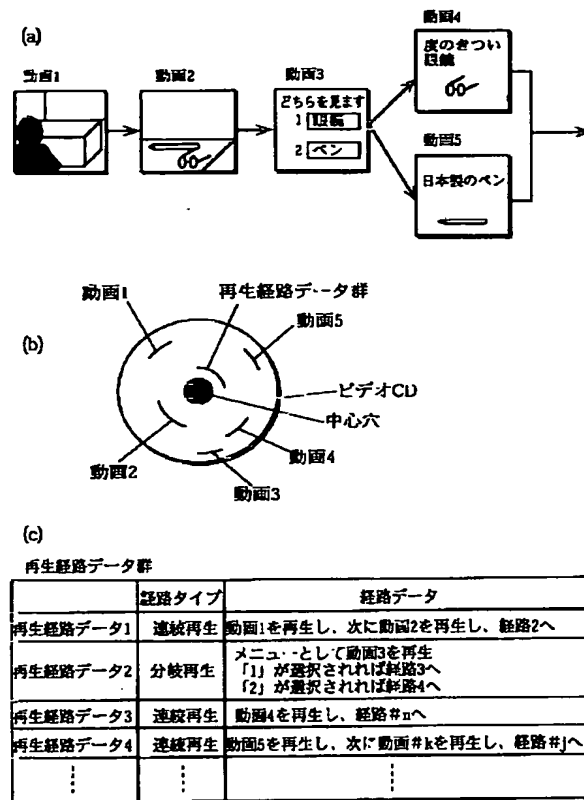 (a)
動画1
動画2
動画3
どちらを見ます
1 眼鏡
2 ペン
動画4
度のきつい
眼鏡
動画5
日本製のペン
(b)
動画1
再生経路データ群
動画5
ビデオCD
中心穴
動画4
動画3
動画2
(c)
再生経路データ群
経路タイプ 経路データ
再生経路データ1 連続再生 動画1を再生し、次に動画2を再生し、経路2へ
再生経路データ2 分岐再生 メニューとして動画3を再生
「1」が選択されれば経路3へ
「2」が選択されれば経路4へ
再生経路データ3 連続再生 動画4を再生し、経路#nへ
再生経路データ4 連続再生 動画5を再生し、次に動画#kを再生し、経路#jへ